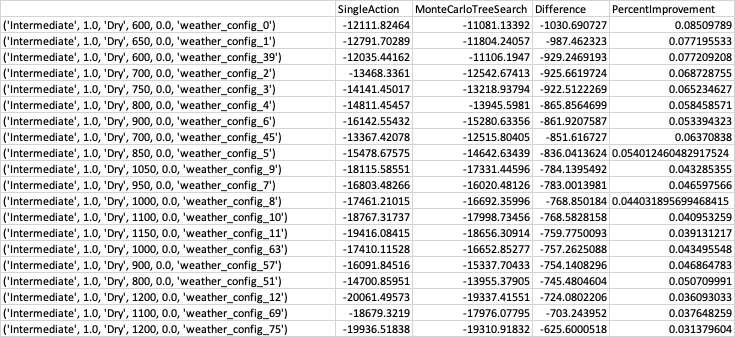 SingleAction MonteCarloTreeSearch Difference PercentImprovement
('Intermediate', 1.0, 'Dry', 600, 0.0, 'weather_config_0') -12111.82464 -11081.13392 -1030.690727 0.08509789
('Intermediate', 1.0, 'Dry', 650, 0.0, 'weather_config_1') -12791.70289 -11804.24057 -987.462323 0.077195533
('Intermediate', 1.0, 'Dry', 600, 0.0, 'weather_config_39') -12035.44162 -11106.1947 -929.2469193 0.077209208
('Intermediate', 1.0, 'Dry', 700, 0.0, 'weather_config_2') -13468.3361 -12542.67413 -925.6619724 0.068728755
('Intermediate', 1.0, 'Dry', 750, 0.0, 'weather_config_3') -14141.45017 -13218.93794 -922.5122269 0.065234627
('Intermediate', 1.0, 'Dry', 800, 0.0, 'weather_config_4') -14811.45457 -13945.5981 -865.8564699 0.058458571
('Intermediate', 1.0, 'Dry', 900, 0.0, 'weather_config_6') -16142.55432 -15280.63356 -861.9207587 0.053394323
('Intermediate', 1.0, 'Dry', 700, 0.0, 'weather_config_45') -13367.42078 -12515.80405 -851.616727 0.06370838
('Intermediate', 1.0, 'Dry', 850, 0.0, 'weather_config_5') -15478.67575 -14642.63439 -836.0413624 0.054012460482917524
('Intermediate', 1.0, 'Dry', 1050, 0.0, 'weather_config_9') -18115.58551 -17331.44596 -784.1395492 0.043285355
('Intermediate', 1.0, 'Dry', 950, 0.0, 'weather_config_7') -16803.48266 -16020.48126 -783.0013981 0.046597566
('Intermediate', 1.0, 'Dry', 1000, 0.0, 'weather_config_8') -17461.21015 -16692.35996 -768.850184 0.044031895699468415
('Intermediate', 1.0, 'Dry', 1100, 0.0, 'weather_config_10') -18767.31737 -17998.73456 -768.5828158 0.040953259
('Intermediate', 1.0, 'Dry', 1150, 0.0, 'weather_config_11') -19416.08415 -18656.30914 -759.7750093 0.039131217
('Intermediate', 1.0, 'Dry', 1000, 0.0, 'weather_config_63') -17410.11528 -16652.85277 -757.2625088 0.043495548
('Intermediate', 1.0, 'Dry', 900, 0.0, 'weather_config_57') -16091.84516 -15337.70433 -754.1408296 0.046864783
('Intermediate', 1.0, 'Dry', 800, 0.0, 'weather_config_51') -14700.85951 -13955.37905 -745.4804604 0.050709991
('Intermediate', 1.0, 'Dry', 1200, 0.0, 'weather_config_12') -20061.49573 -19337.41551 -724.0802206 0.036093033
('Intermediate', 1.0, 'Dry', 1100, 0.0, 'weather_config_69') -18679.3219 -17976.07795 -703.243952 0.037648259
('Intermediate', 1.0, 'Dry', 1200, 0.0, 'weather_config_75') -19936.51838 -19310.91832 -625.6000518 0.031379604